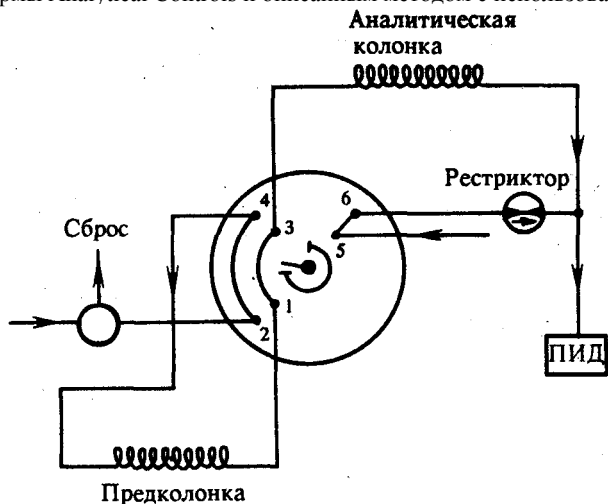 Аналитическая
колонка
Рестриктор
Сброс
4
3
6
5
1
2
ПИД
Предколонка